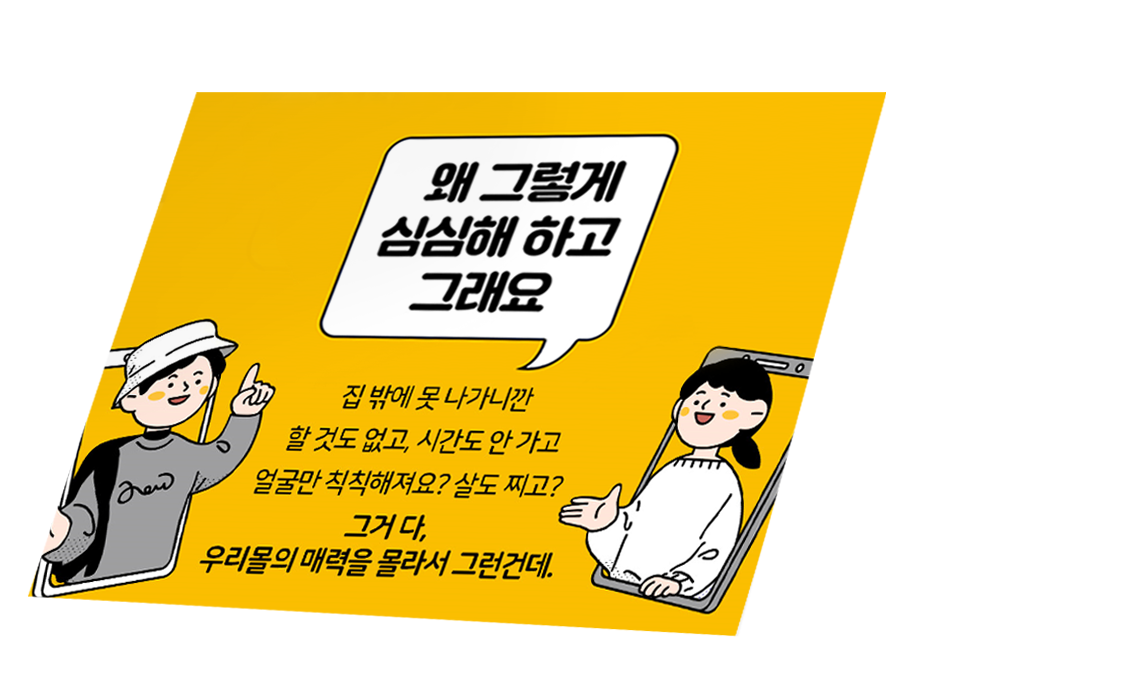 왜 그렇게
심심해 하고
그래요
집 밖에 못 나가니깐
할 것도 없고, 시간도 안 가고
얼굴만 칙칙해져요? 살도 찌고?
그거 다,
우리몰의 매력을 몰라서 그런건데.
new